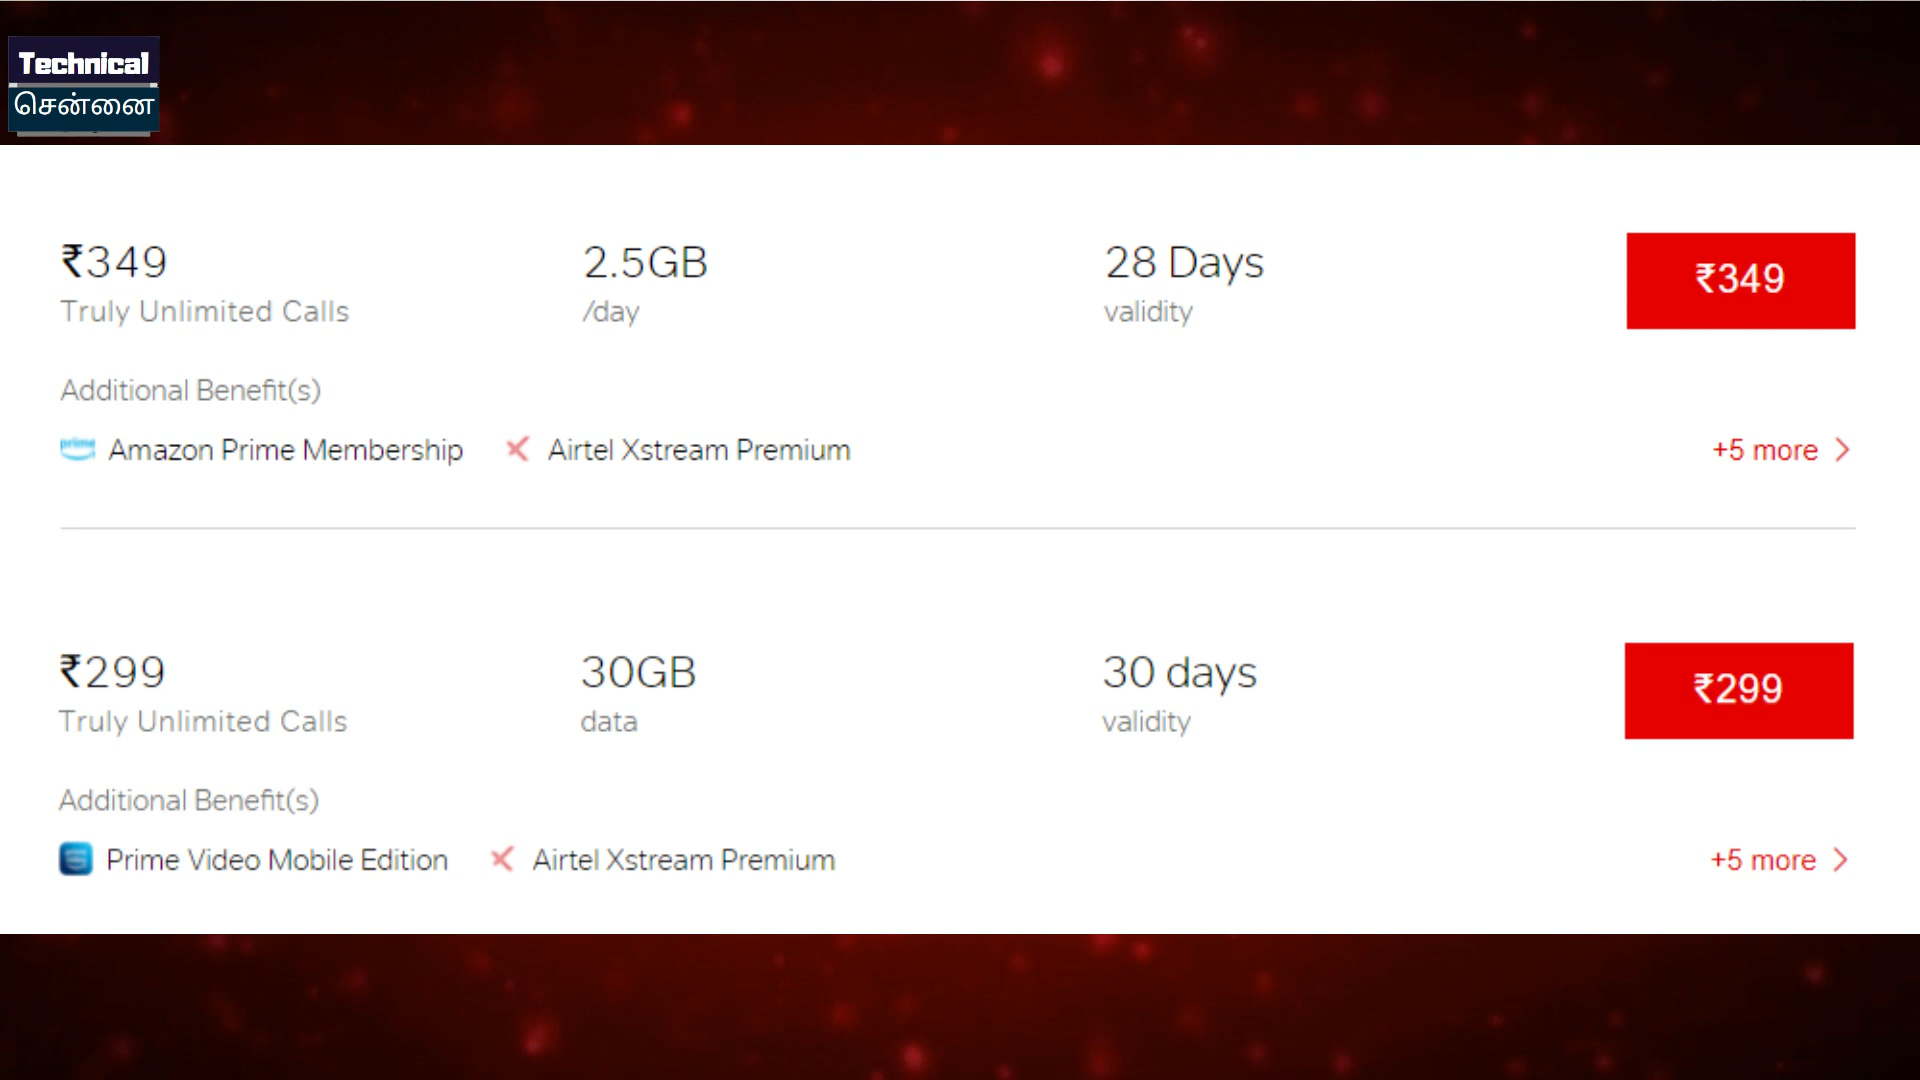 Technical
சென்னை
₹349 2.5GB 28 Days ₹349
Truly Unlimited Calls /day validity
Additional Benefit(s)
prime Amazon Prime Membership Airtel Xstream Premium +5 more
₹299 30GB 30 days ₹299
Truly Unlimited Calls data validity
Additional Benefit(s)
Prime Video Mobile Edition Airtel Xstream Premium +5 more